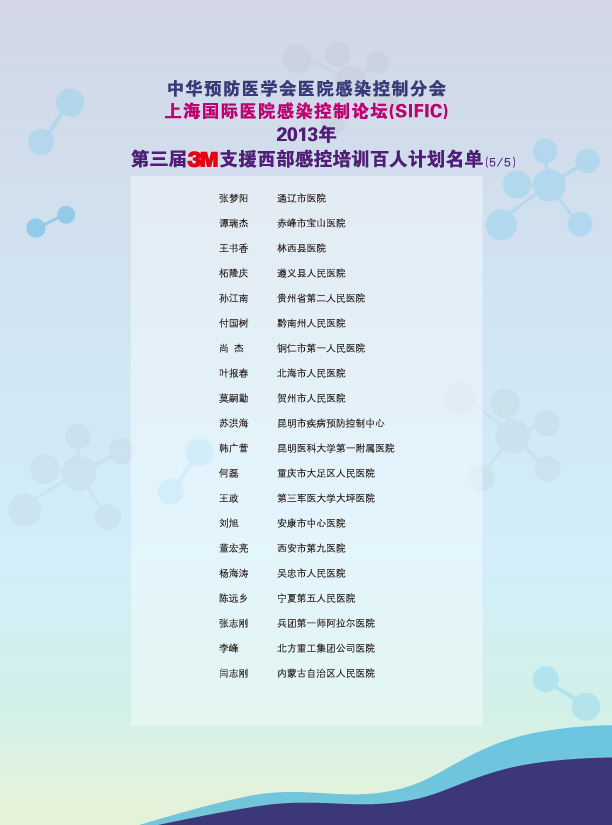 中华预防医学会医院感染控制分会
上海国际医院感染控制论坛(SIFIC)
2013年
第三届3M支援西部感控培训百人计划名单(5/5)
张梦阳 通辽市医院
谭瑞杰 赤峰市宝山医院
王书香 林西县医院
柘隆庆 遵义县人民医院
孙江南 贵州省第二人民医院
付国树 黔南州人民医院
尚 杰 铜仁市第一人民医院
叶报春 北海市人民医院
莫嗣勤 贺州市人民医院
苏洪海 昆明市疾病预防控制中心
韩广营 昆明医科大学第一附属医院
何磊 重庆市大足区人民医院
王政 第三军医大学大坪医院
刘旭 安康市中心医院
董宏亮 西安市第九医院
杨海涛 吴忠市人民医院
陈远乡 宁夏第五人民医院
张志刚 兵团第一师阿拉尔医院
李峰 北方重工集团公司医院
闫志刚 内蒙古自治区人民医院